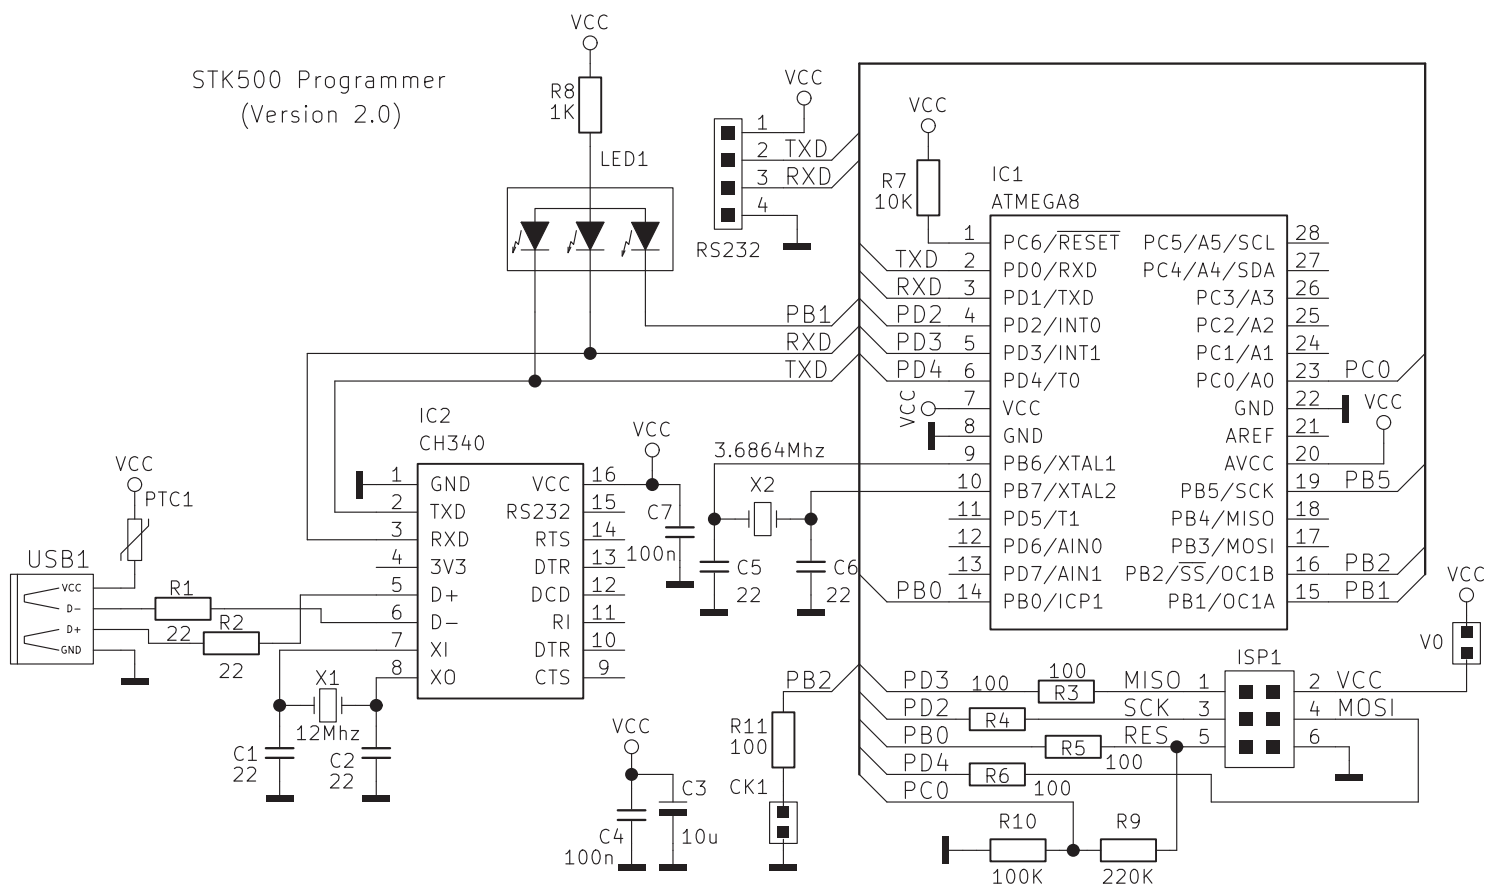 STK500 Programmer
(Version 2.0)
VCC
R8
1K
LED1
VCC
1
2 TXD
3 RXD
4
RS232
VCC
R7
10K
IC1
ATMEGA8
1 PC6/RESET PC5/A5/SCL 28
TXD 2 PD0/RXD PC4/A4/SDA 27
RXD 3 PD1/TXD PC3/A3 26
PB1 PD2 4 PD2/INT0 PC2/A2 25
RXD PD3 5 PD3/INT1 PC1/A1 24
TXD PD4 6 PD4/T0 PC0/A0 23 PC0
VCC 7 VCC GND 22 VCC
8 GND AREF 21
3.6864Mhz 9 PB6/XTAL1 AVCC 20
X2 10 PB7/XTAL2 PB5/SCK 19 PB5
11 PD5/T1 PB4/MISO 18
12 PD6/AIN0 PB3/MOSI 17
13 PD7/AIN1 PB2/SS/OC1B 16 PB2
PB0 14 PB0/ICP1 PB1/OC1A 15 PB1
C5
22
C6
22
IC2
CH340
VCC
1 GND VCC 16
2 TXD RS232 15
3 RXD RTS 14
4 3V3 DTR 13
5 D+ DCD 12
6 D- RI 11
7 XI DTR 10
8 XO CTS 9
C7
100n
VCC
PTC1
USB1
VCC
D-
D+
GND
R1
22
R2
22
X1
12Mhz
C1
22
C2
22
VCC
C3
10u
C4
100n
PB2
R11
100
CK1
VCC
V0
ISP1
PD3 100 R3 100 MISO 1 2 VCC
PD2 R4 SCK 3 4 MOSI
PB0 R5 100 RES 5 6
PD4 R6 100
PC0
R10
100K
R9
220K